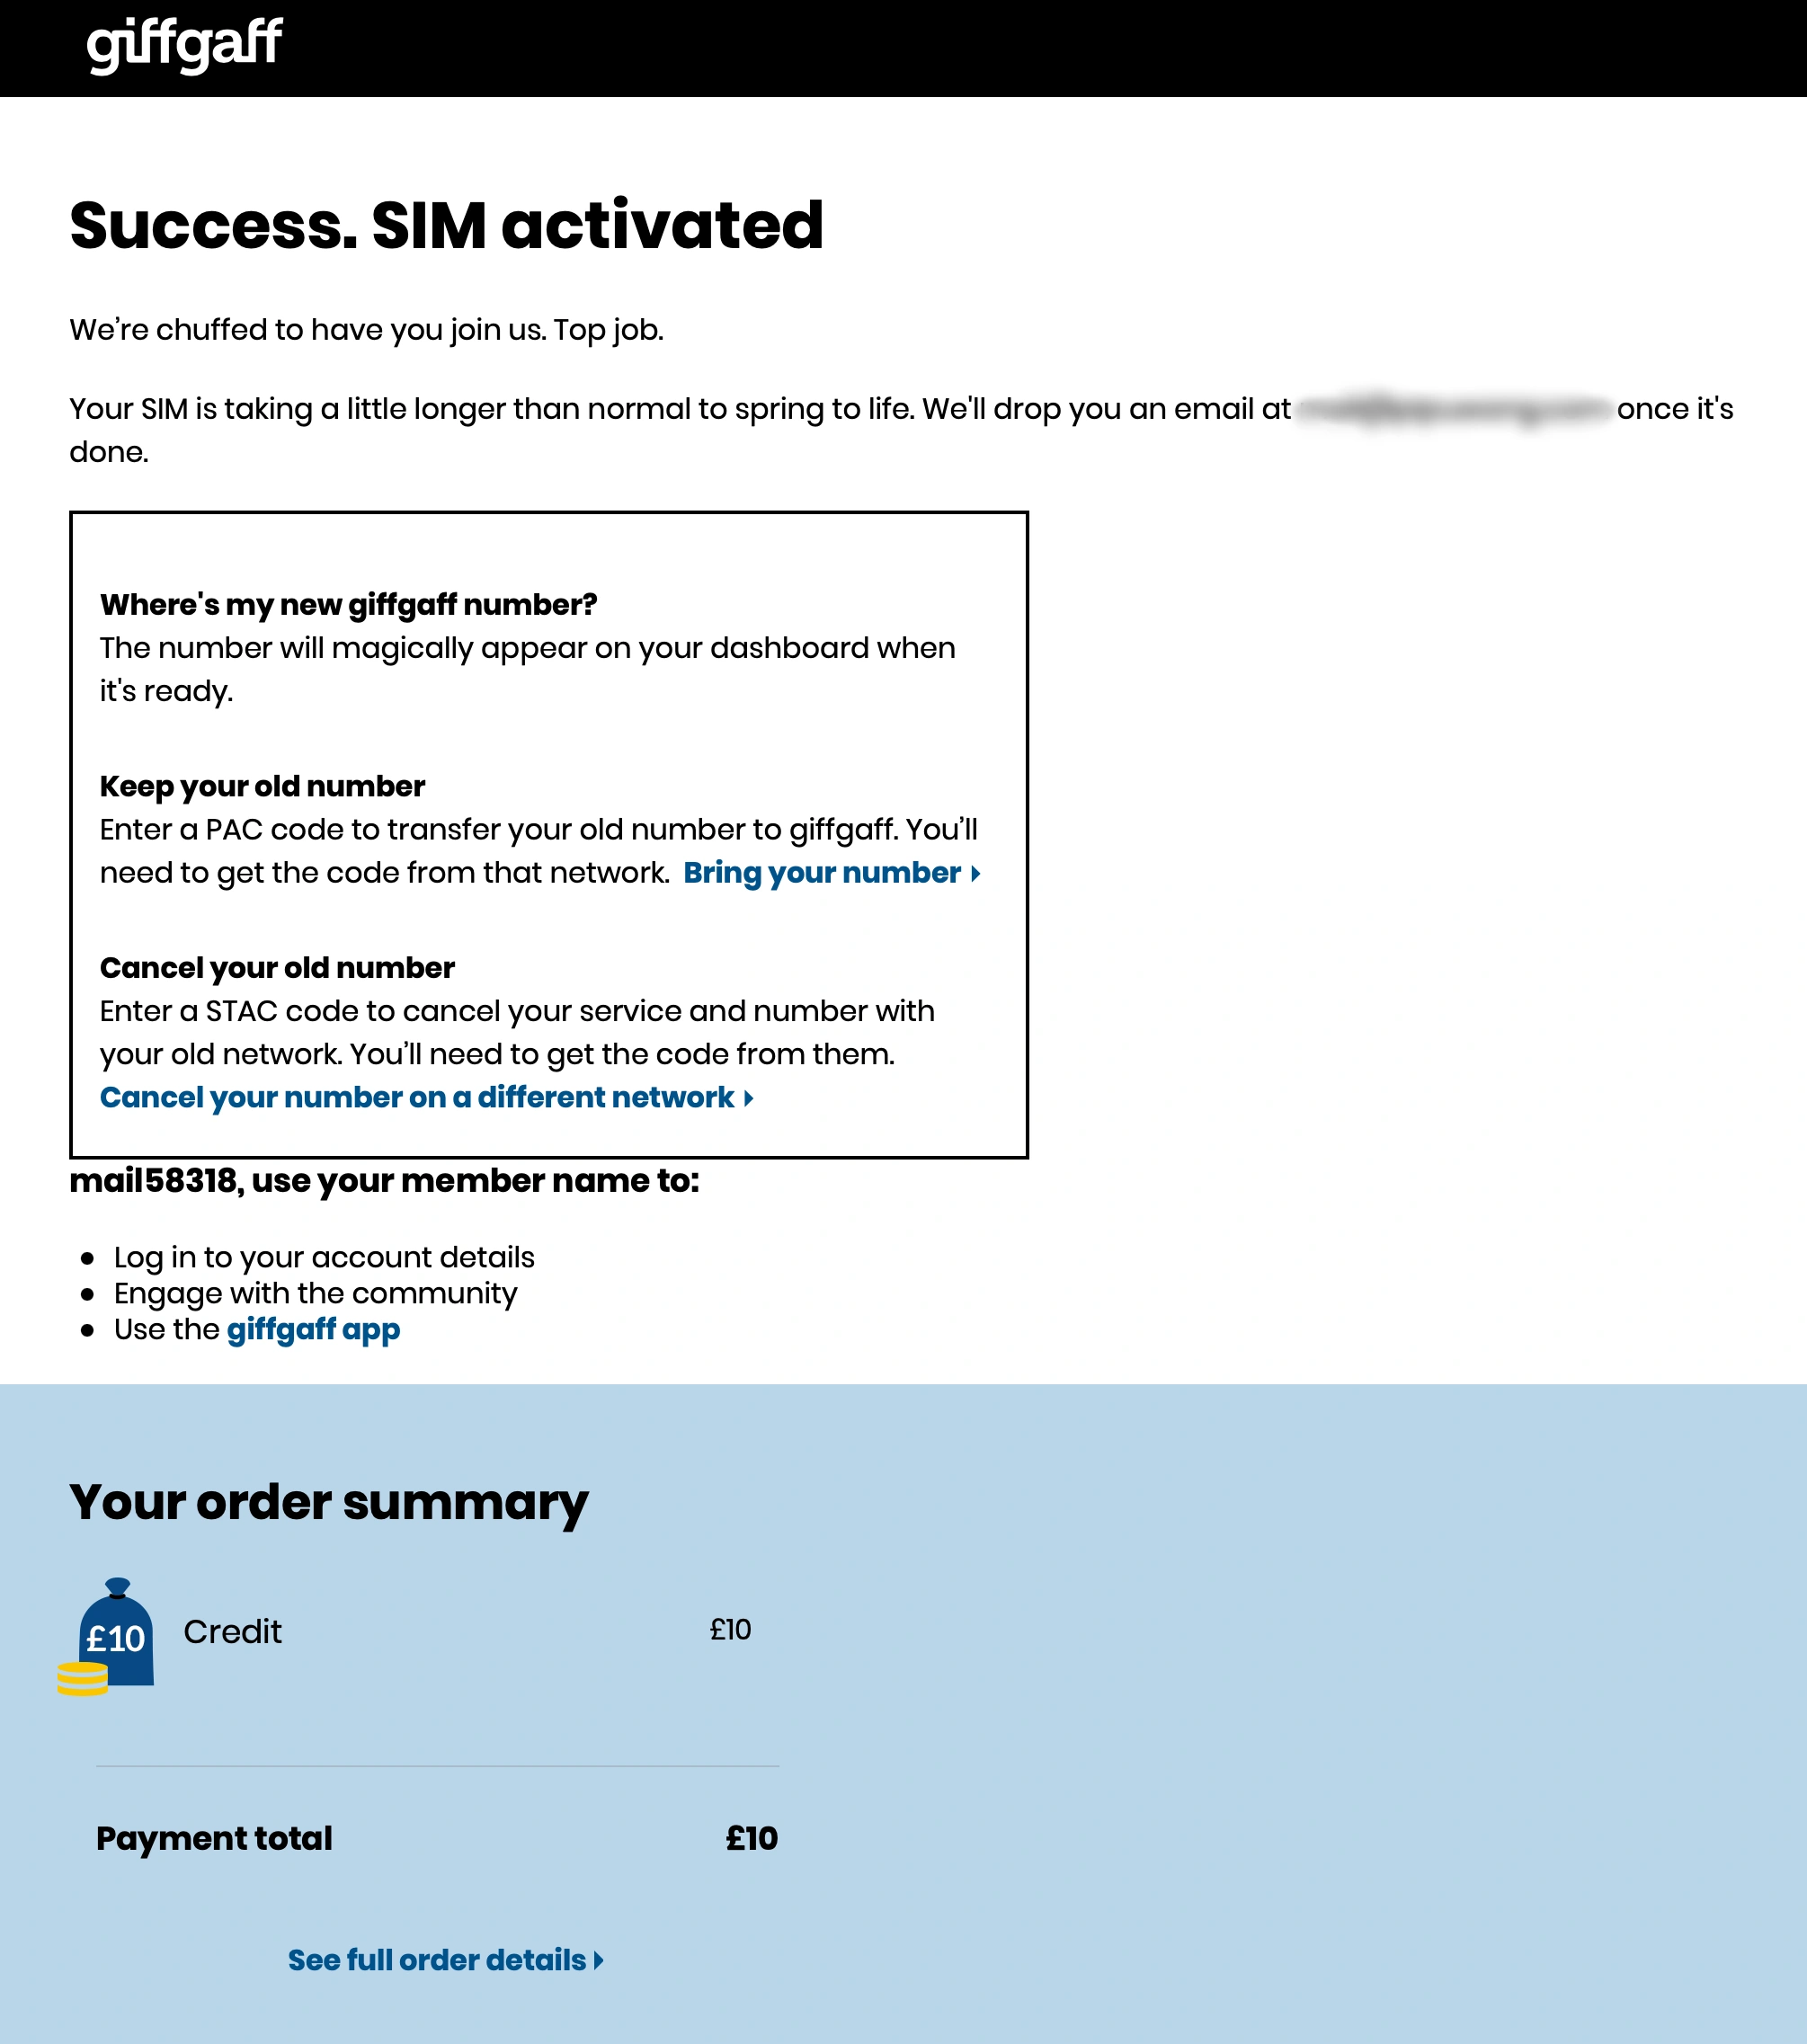 giffgaff
Success. SIM activated
We’re chuffed to have you join us. Top job.
Your SIM is taking a little longer than normal to spring to life. We'll drop you an email at once it's
done.
Where's my new giffgaff number?
The number will magically appear on your dashboard when
it's ready.
Keep your old number
Enter a PAC code to transfer your old number to giffgaff. You’ll
need to get the code from that network. Bring your number
Cancel your old number
Enter a STAC code to cancel your service and number with
your old network. You’ll need to get the code from them.
Cancel your number on a different network
mail58318, use your member name to:
Log in to your account details
Engage with the community
Use the giffgaff app
Your order summary
£10 Credit £10
Payment total £10
See full order details